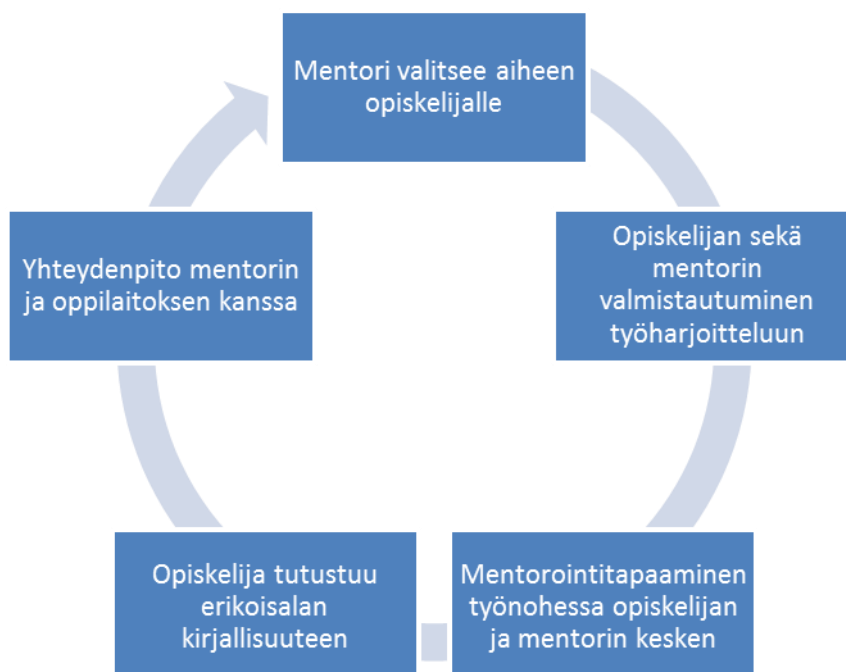 Mentori valitsee aiheen
opiskelijalle
Opiskelijan sekä
mentorin
valmistautuminen
työharjoitteluun
Mentorointitapaaminen
työnohessa opiskelijan
ja mentorin kesken
Opiskelija tutustuu
erikoisalan
kirjallisuuteen
Yhteydenpito mentorin
ja oppilaitoksen kanssa